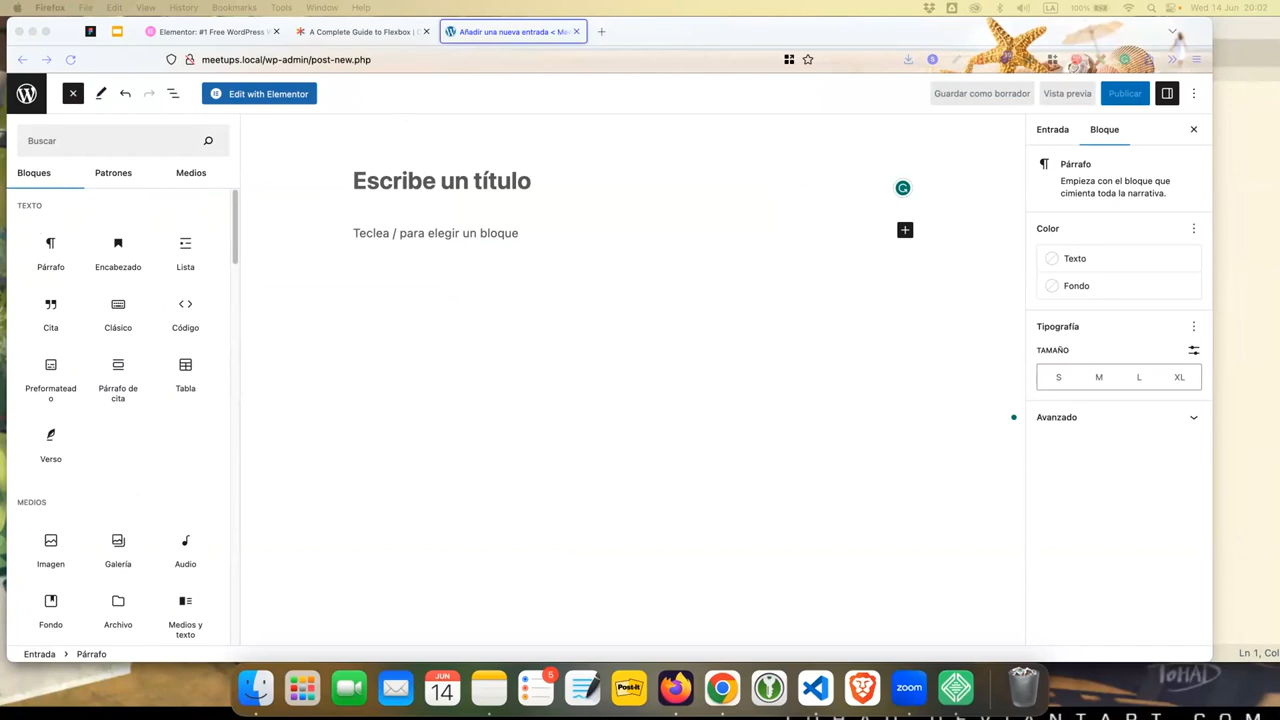 Firefox File Edit View History Bookmarks Tools Window Help LA 100% Wed 14 Jun 20:02
Elementor: #1 Free WordPress W A Complete Guide to Flexbox | C Añadir una nueva entrada < Me
meetups.local/wp-admin/post-new.php
Edit with Elementor Guardar como borrador Vista previa Publicar
Buscar
Bloques Patrones Medios
TEXTO
Párrafo Encabezado Lista
Cita Clásico Código
Preformatead
o
Párrafo de
cita
Tabla
Verso
MEDIOS
Imagen Galería Audio
Fondo Archivo Medios y
texto
Entrada > Párrafo
Escribe un título
Teclea / para elegir un bloque
Entrada Bloque
Párrafo
Empieza con el bloque que
cimienta toda la narrativa.
Color
Texto
Fondo
Tipografía
TAMAÑO
S M L XL
Avanzado
Ln 1, Col
JUN
14
5
Post-it
zoom